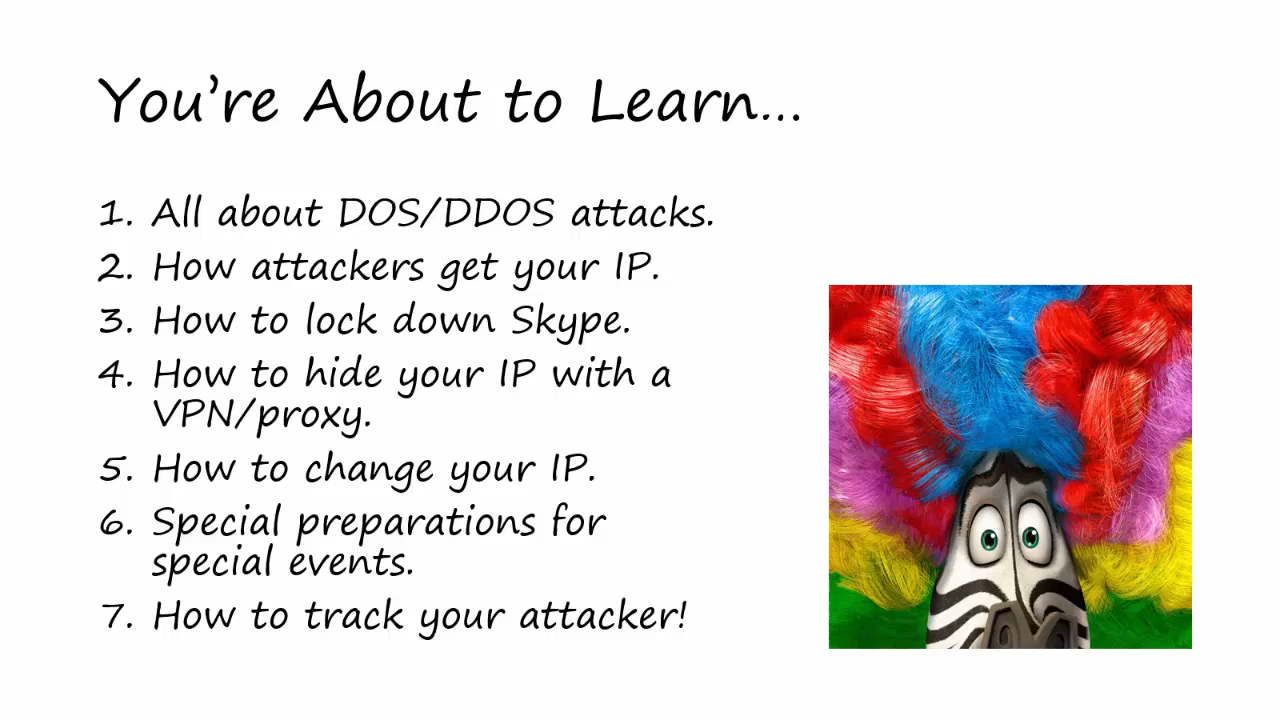 You're About to Learn...
1. All about DOS/DDOS attacks.
2. How attackers get your IP.
3. How to lock down Skype.
4. How to hide your IP with a
VPN/proxy.
5. How to change your IP.
6. Special preparations for
special events.
7. How to track your attacker!